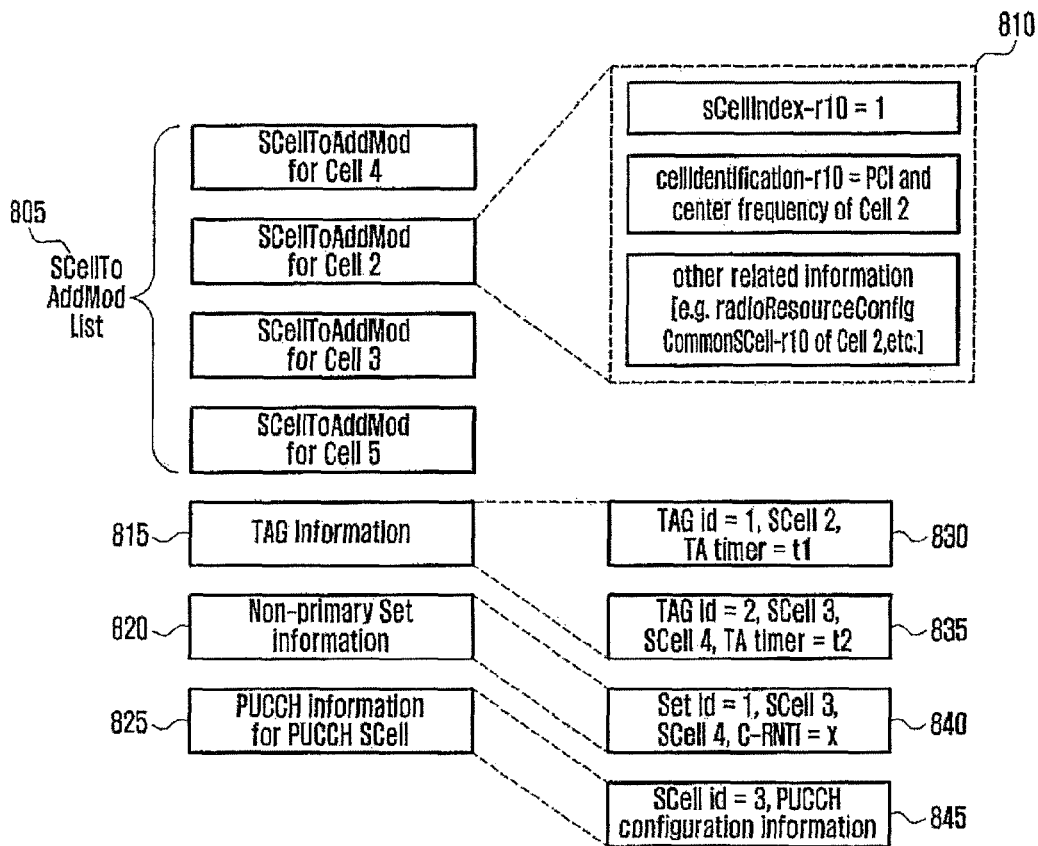 810
sCellIndex-r10 = 1
cellIdentification-r10 = PCI and
center frequency of Cell 2
other related information
[e.g. radioResourceConfig
CommonSCell-r10 of Cell 2,etc.]
805
SCellTo
AddMod
List
SCellToAddMod
for Cell 4
SCellToAddMod
for Cell 2
SCellToAddMod
for Cell 3
SCellToAddMod
for Cell 5
815
TAG Information
TAG id = 1, SCell 2,
TA timer = t1
830
820
Non-primary Set
information
TAG id = 2, SCell 3,
SCell 4, TA timer = t2
835
825
PUCCH information
for PUCCH SCell
Set id = 1, SCell 3,
SCell 4, C-RNTI = x
840
SCell id = 3, PUCCH
configuration information
845